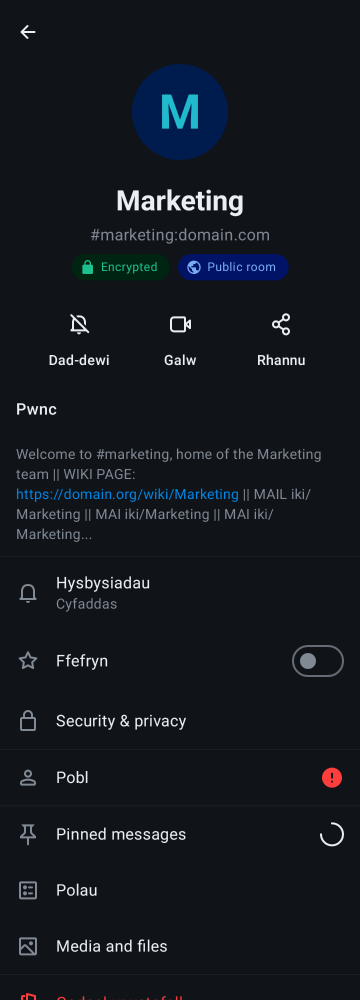 M
Marketing
#marketing:domain.com
Encrypted
Public room
Dad-dewi
Galw
Rhannu
Pwnc
Welcome to #marketing, home of the Marketing
team || WIKI PAGE:
https://domain.org/wiki/Marketing || MAIL iki/
Marketing || MAI iki/Marketing || MAI iki/
Marketing...
Hysbysiadau
Cyfaddas
Ffefryn
Security & privacy
Pobl
Pinned messages
Polau
Media and files